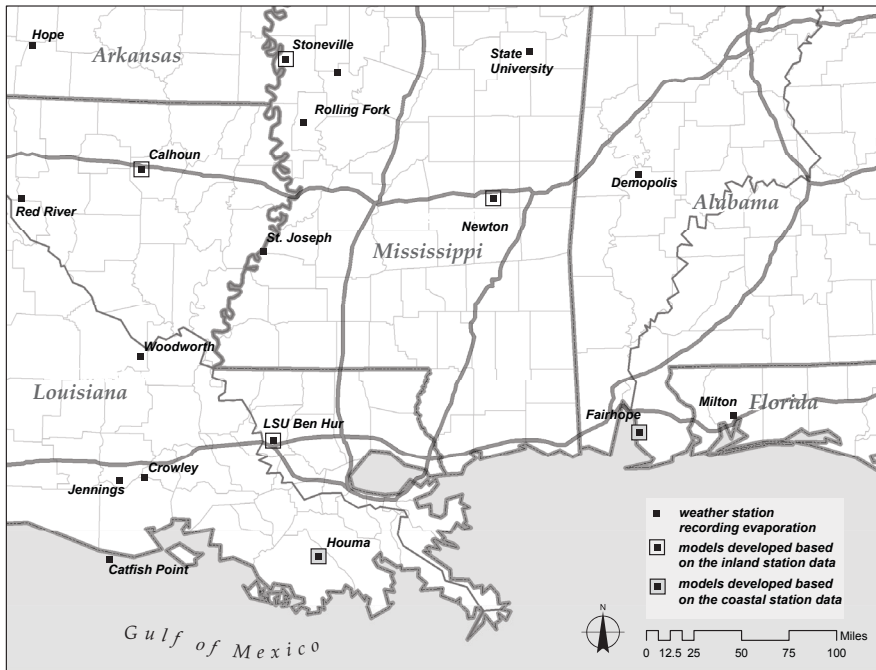 Hope
Arkansas
Stoneville
State
University
Rolling Fork
Calhoun
Demopolis
Red River
Newton
Alabama
St. Joseph
Mississippi
Woodworth
Louisiana
LSU Ben Hur
Fairhope
Milton
Florida
Crowley
Jennings
Houma
Catfish Point
Gulf of Mexico
weather station
recording evaporation
models developed based
on the inland station data
models developed based
on the coastal station data
N
Miles
0 12.5 25 50 75 100